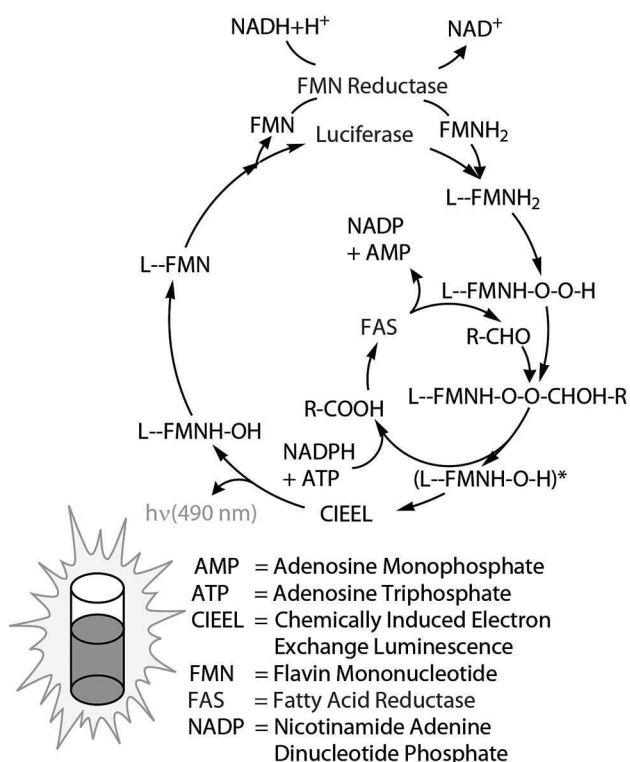 NADH+H⁺
NAD⁺
FMN Reductase
FMN
FMNH₂
Luciferase
L--FMNH₂
NADP
+ AMP
L--FMN
L--FMNH-O-O-H
FAS
R-CHO
R-COOH
L--FMNH-O-O-CHOH-R
L--FMNH-OH
NADPH
+ ATP
(L--FMNH-O-H)*
hν(490 nm)
CIEEL
AMP = Adenosine Monophosphate
ATP = Adenosine Triphosphate
CIEEL = Chemically Induced Electron
Exchange Luminescence
FMN = Flavin Mononucleotide
FAS = Fatty Acid Reductase
NADP = Nicotinamide Adenine
Dinucleotide Phosphate